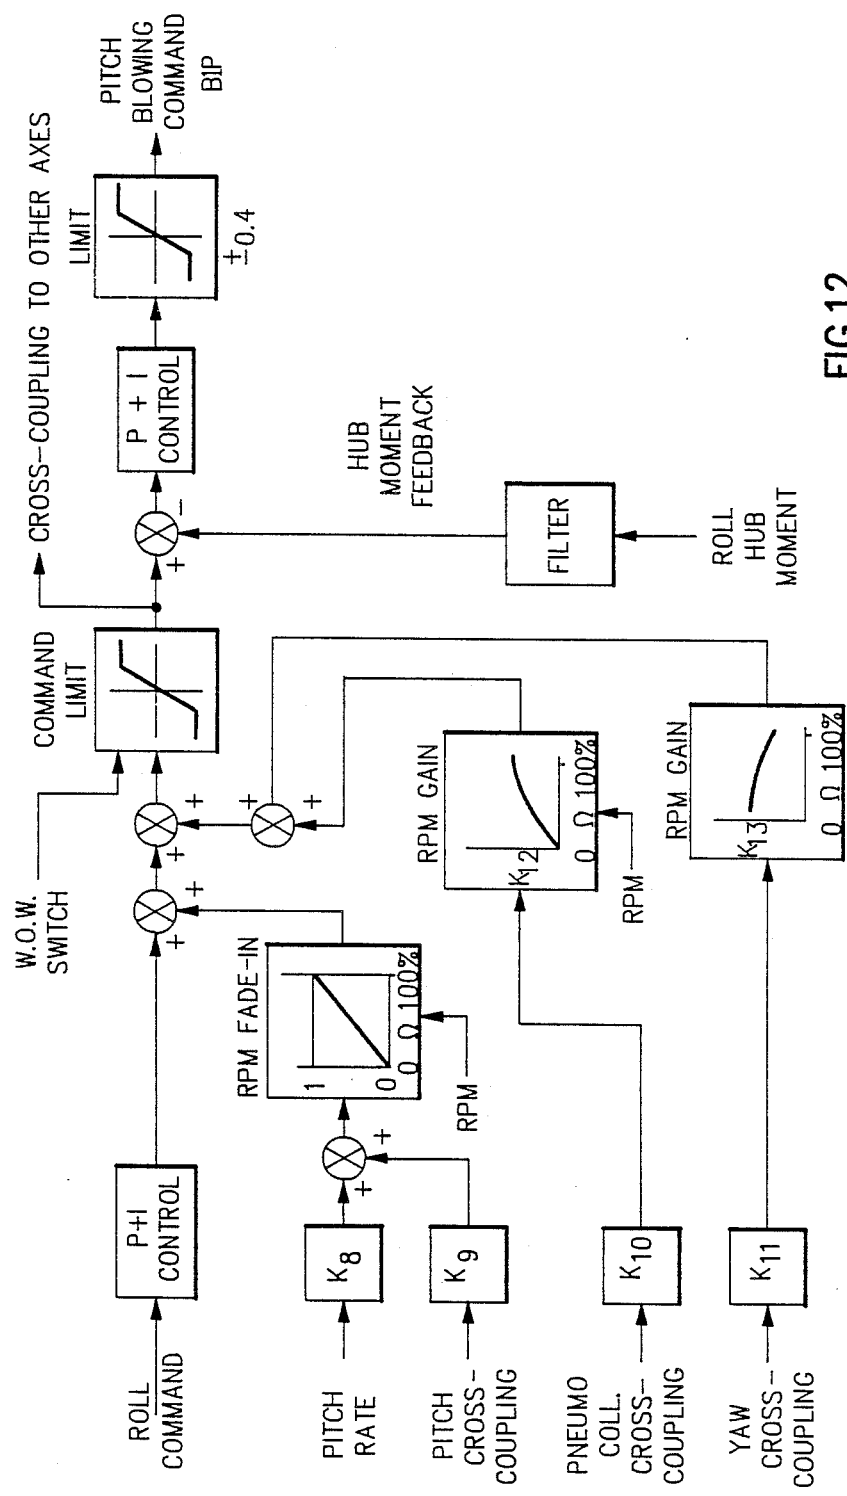 ROLL
COMMAND
P+I
CONTROL
+
+
+
+
W.O.W.
SWITCH
COMMAND
LIMIT
CROSS-COUPLING TO OTHER AXES
+
-
P + I
CONTROL
LIMIT
±0.4
PITCH
BLOWING
COMMAND
BIP
PITCH
RATE
K8
+
+
RPM FADE-IN
1
0
0 Ω 100%
RPM
PITCH
CROSS-
COUPLING
K9
+
+
HUB
MOMENT
FEEDBACK
FILTER
ROLL
HUB
MOMENT
PNEUMO
COLL.
CROSS-
COUPLING
K10
RPM GAIN
K12
0 Ω 100%
RPM
YAW
CROSS-
COUPLING
K11
RPM GAIN
K13
0 Ω 100%
FIG.12